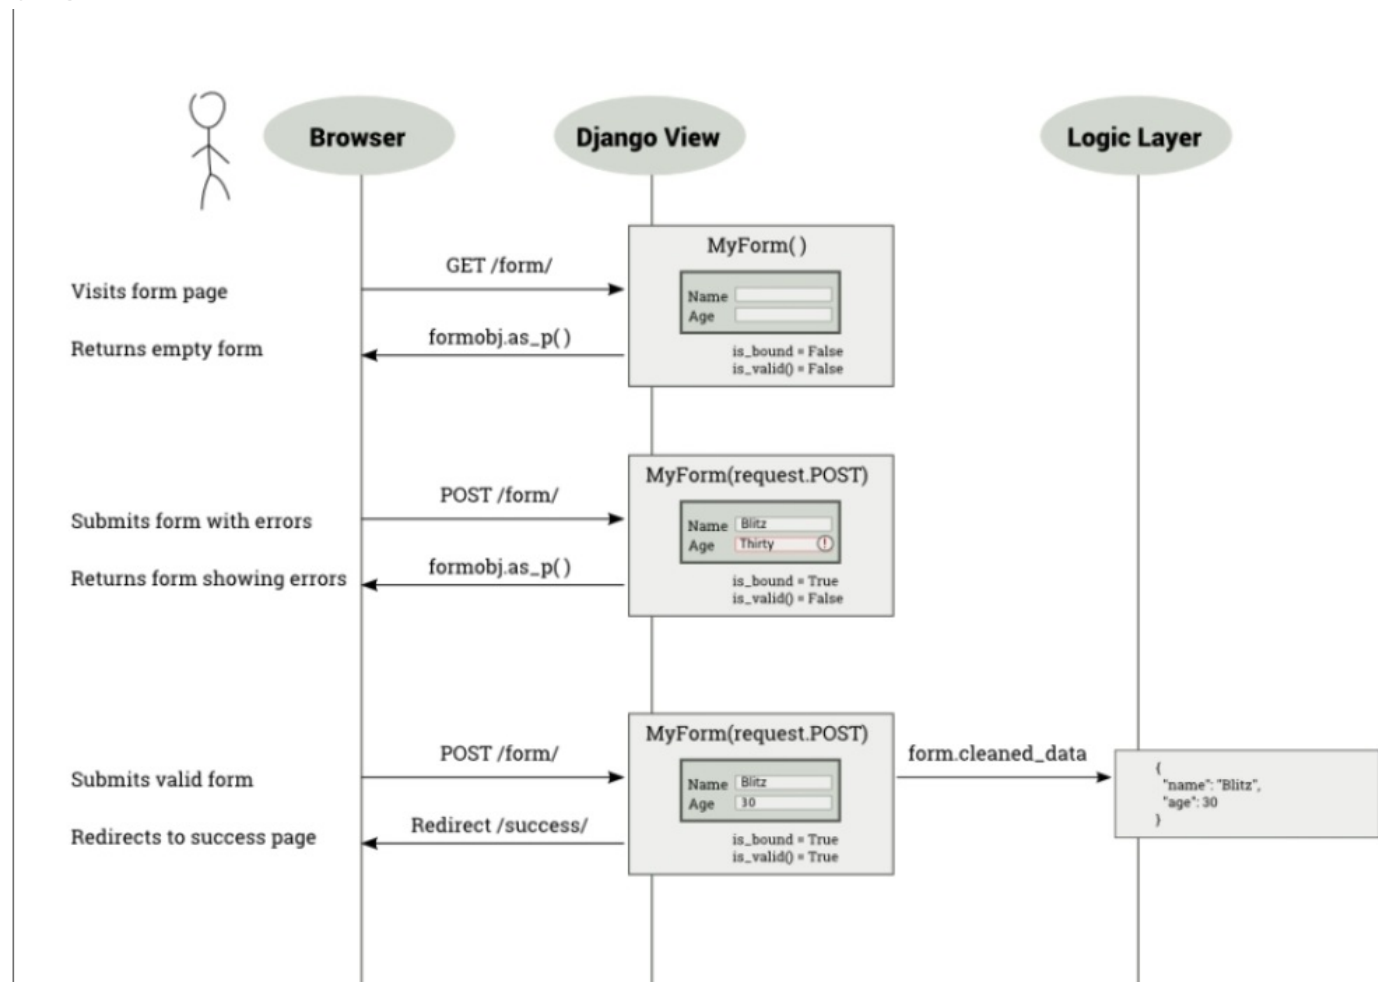 Browser
Django View
Logic Layer
MyForm( )
GET /form/
Name
Age
Visits form page
formobj.as_p( )
Returns empty form
is_bound = False
is_valid() = False
MyForm(request.POST)
POST /form/
Name Blitz
Age Thirty !
Submits form with errors
formobj.as_p( )
Returns form showing errors
is_bound = True
is_valid() = False
MyForm(request.POST)
POST /form/
form.cleaned_data
Name Blitz
Age 30
Submits valid form
{
"name": "Blitz",
"age": 30
}
Redirect /success/
Redirects to success page
is_bound = True
is_valid() = True